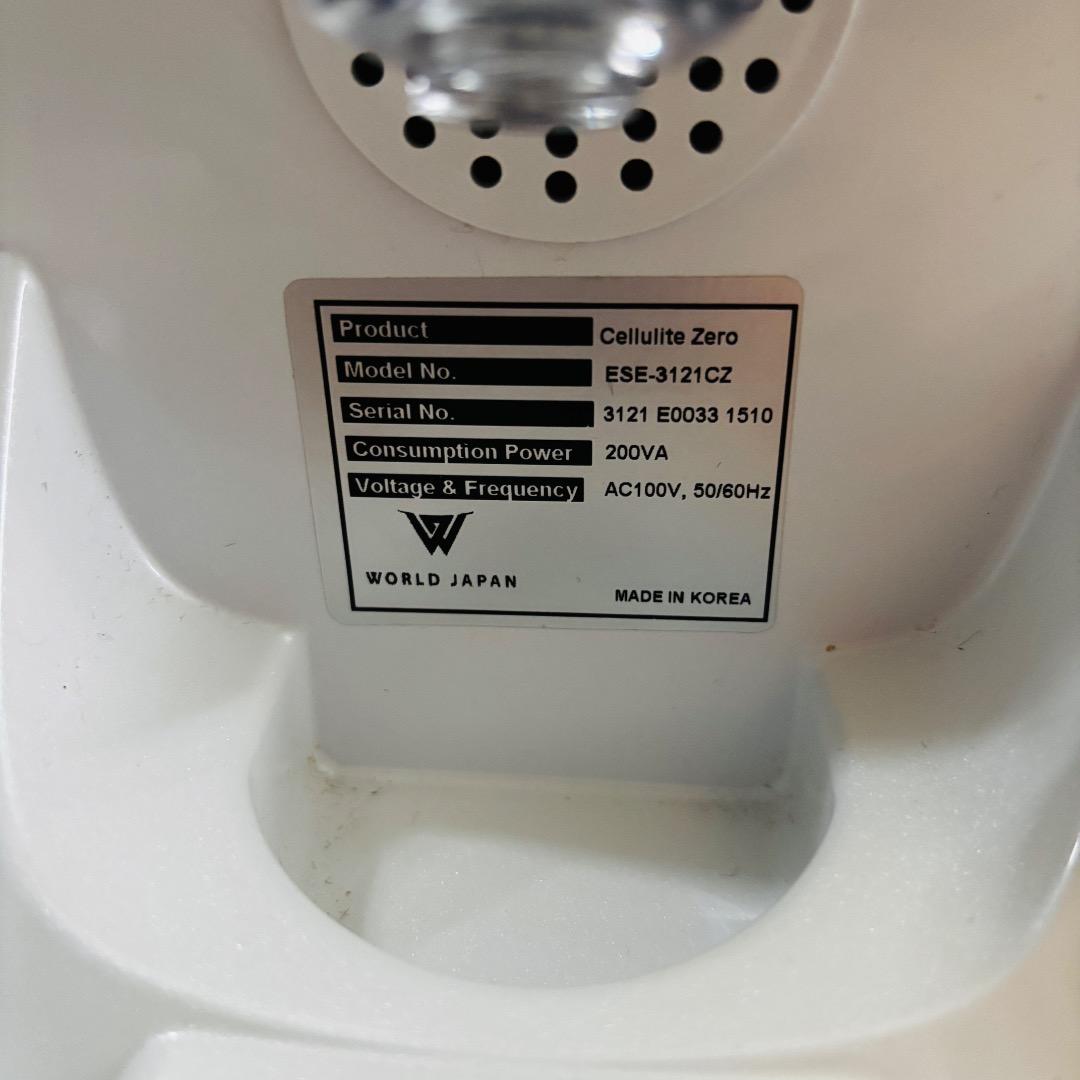 Product Cellulite Zero
Model No. ESE-3121CZ
Serial No. 3121 E0033 1510
Consumption Power 200VA
Voltage & Frequency AC100V, 50/60Hz
WORLD JAPAN
MADE IN KOREA